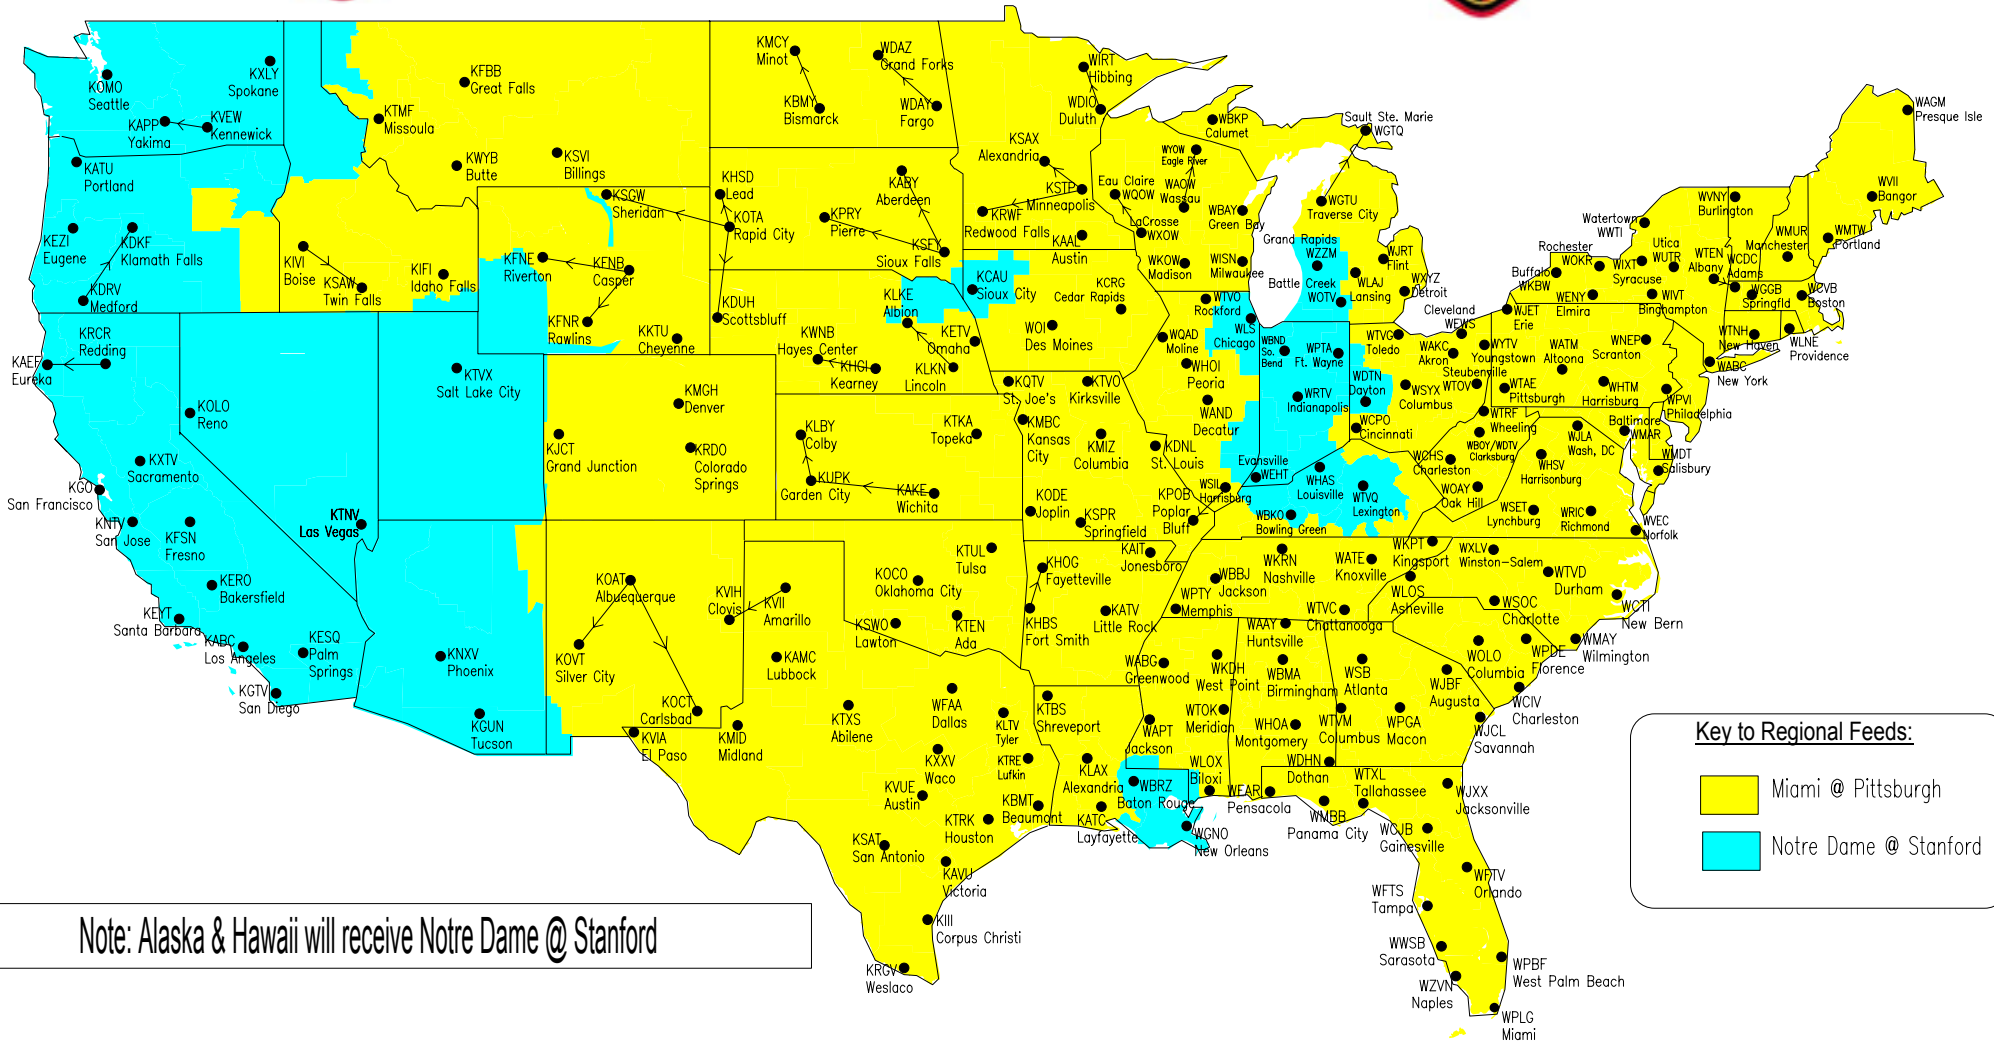 KOMO
Seattle
KXLY
Spokane
KAPP
Yakima
KVEW
Kennewick
KATU
Portland
KEZI
Eugene
KDKF
Klamath Falls
KDRV
Medford
KRCR
Redding
KAEF
Eureka
KOLO
Reno
KXTV
Sacramento
KGO
San Francisco
KNTV
San Jose
KFSN
Fresno
KTNV
Las Vegas
KERO
Bakersfield
KEYT
Santa Barbara
KABC
Los Angeles
KESQ
Palm
Springs
KGTV
San Diego
KNXV
Phoenix
KGUN
Tucson
KTVX
Salt Lake City
KFBB
Great Falls
KTMF
Missoula
KWYB
Butte
KSVI
Billings
KIVI
Boise
KSAW
Twin Falls
KIFI
Idaho Falls
KSGW
Sheridan
KFNE
Riverton
KFNB
Casper
KFNR
Rawlins
KKTU
Cheyenne
KJCT
Grand Junction
KMGH
Denver
KRDO
Colorado
Springs
KOAT
Albuequerque
KOVT
Silver City
KOCT
Carlsbad
KVIH
Clovis
KVII
Amarillo
KAMC
Lubbock
KVIA
El Paso
KMID
Midland
KMCY
Minot
KBMY
Bismarck
WDAZ
Grand Forks
WDAY
Fargo
KHSD
Lead
KOTA
Rapid City
KPRY
Pierre
KABY
Aberdeen
KSFY
Sioux Falls
KDUH
Scottsbluff
KLKE
Albion
KWNB
Hayes Center
KHGI
Kearney
KETV
Omaha
KLKN
Lincoln
KCAU
Sioux City
KLBY
Colby
KUPK
Garden City
KTKA
Topeka
KAKE
Wichita
KTUL
Tulsa
KOCO
Oklahoma City
KSWO
Lawton
KTEN
Ada
KTXS
Abilene
WFAA
Dallas
KXXV
Waco
KVUE
Austin
KSAT
San Antonio
KAVU
Victoria
KIII
Corpus Christi
KRGV
Weslaco
KLTV
Tyler
KTRE
Lufkin
KTRK
Houston
KBMT
Beaumont
WIRT
Hibbing
WDIO
Duluth
KSAX
Alexandria
KSTP
Minneapolis
KRWF
Redwood Falls
KAAL
Austin
KCRG
Cedar Rapids
WOI
Des Moines
KQTV
St. Joe's
KTVO
Kirksville
KMBC
Kansas
City
KMIZ
Columbia
KDNL
St. Louis
KODE
Joplin
KSPR
Springfield
KPOB
Poplar
Bluff
KHOG
Fayetteville
KHBS
Fort Smith
KAIT
Jonesboro
KATV
Little Rock
KTBS
Shreveport
KLAX
Alexandria
KATC
Layfayette
WBRZ
Baton Rouge
WGNO
New Orleans
WBKP
Calumet
WYOW
Eagle River
Eau Claire
WQOW
WAOW
Wassau
LaCrosse
WXOW
WBAY
Green Bay
WKOW
Madison
WISN
Milwaukee
Sault Ste. Marie
WGTQ
WGTU
Traverse City
Grand Rapids
WZZM
Battle Creek
WOTV
WJRT
Flint
WLAJ
Lansing
WXYZ
Detroit
WTVO
Rockford
WLS
Chicago
WQAD
Moline
WHOI
Peoria
WAND
Decatur
WSIL
Harrisburg
WBND
So.
Bend
WPTA
Ft. Wayne
WRTV
Indianapolis
Evansville
WEHT
WHAS
Louisville
WTVQ
Lexington
WBKO
Bowling Green
WTVG
Toledo
Cleveland
WEWS
WAKC
Akron
WYTV
Youngstown
Steubenville
WTOV
WDTN
Dayton
WSYX
Columbus
WCPO
Cincinnati
WTRF
Wheeling
WBOY/WDTV
Clarksburg
WCHS
Charleston
WOAY
Oak Hill
WJET
Erie
WTAE
Pittsburgh
WATM
Altoona
WNEP
Scranton
WHTM
Harrisburg
WPVI
Philadelphia
Buffalo
WKBW
Rochester
WOKR
WENY
Elmira
WIXT
Syracuse
Utica
WUTR
WIVT
Binghamton
Watertown
WWTI
WTEN
Albany
WCDC
Adams
WVNY
Burlington
WMUR
Manchester
WMTW
Portland
WVII
Bangor
WAGM
Presque Isle
WGGB
Springfld
WCVB
Boston
WTNH
New Haven
WLNE
Providence
WABC
New York
Baltimore
WMAR
WJLA
Wash, DC
WMDT
Salisbury
WHSV
Harrisonburg
WSET
Lynchburg
WRIC
Richmond
WVEC
Norfolk
WKRN
Nashville
WATE
Knoxville
WKPT
Kingsport
WBBJ
Jackson
WPTY
Memphis
WTVC
Chattanooga
WLOS
Asheville
WXLV
Winston-Salem
WTVD
Durham
WSOC
Charlotte
WCTI
New Bern
WMAY
Wilmington
WOLO
Columbia
WPDE
Florence
WCIV
Charleston
WAAY
Huntsville
WBMA
Birmingham
WHOA
Montgomery
WDHN
Dothan
WABG
Greenwood
WKDH
West Point
WTOK
Meridian
WAPT
Jackson
WLOX
Biloxi
WSB
Atlanta
WJBF
Augusta
WTVM
Columbus
WPGA
Macon
WJCL
Savannah
WEAR
Pensacola
WMBB
Panama City
WTXL
Tallahassee
WJXX
Jacksonville
WCJB
Gainesville
WFTV
Orlando
WFTS
Tampa
WWSB
Sarasota
WZVN
Naples
WPBF
West Palm Beach
WPLG
Miami
Key to Regional Feeds:
Miami @ Pittsburgh
Notre Dame @ Stanford
Note: Alaska & Hawaii will receive Notre Dame @ Stanford